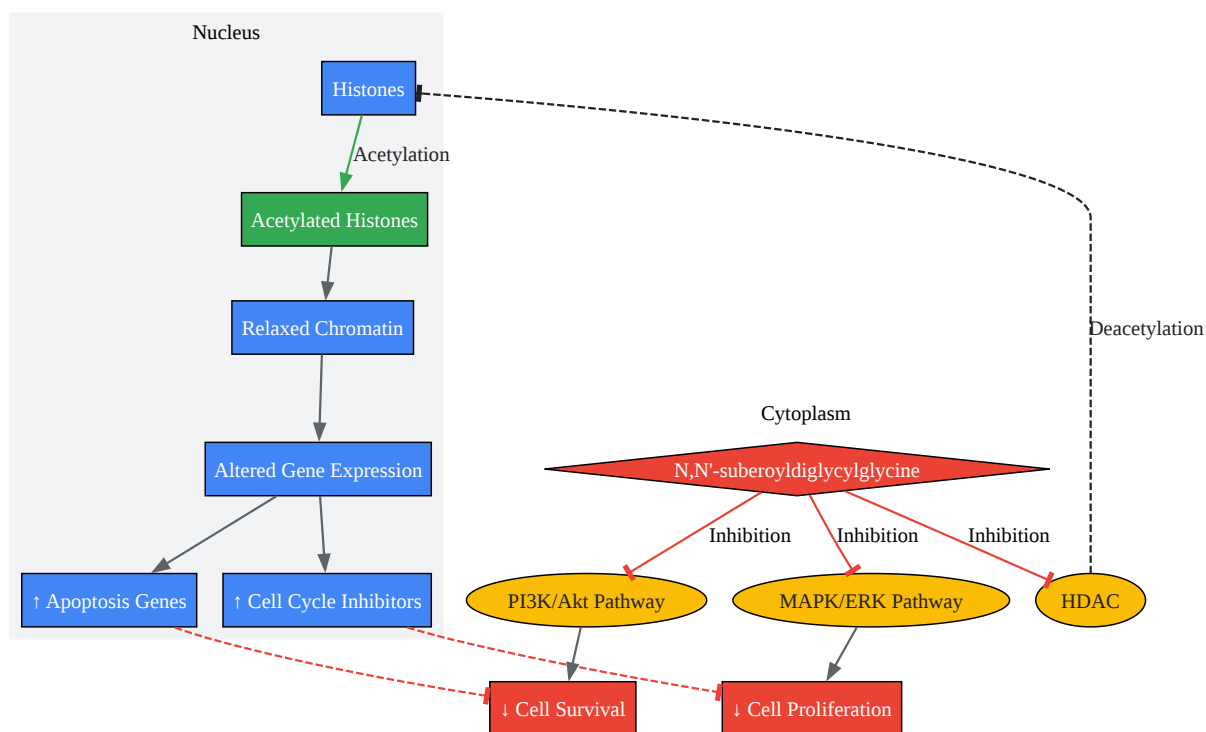 Nucleus
Histones
Acetylation
Acetylated Histones
Relaxed Chromatin
Deacetylation
Cytoplasm
Altered Gene Expression
N,N'-suberoyldiglycylglycine
Inhibition
Inhibition
Inhibition
↑ Apoptosis Genes
↑ Cell Cycle Inhibitors
PI3K/Akt Pathway
MAPK/ERK Pathway
HDAC
↓ Cell Survival
↓ Cell Proliferation